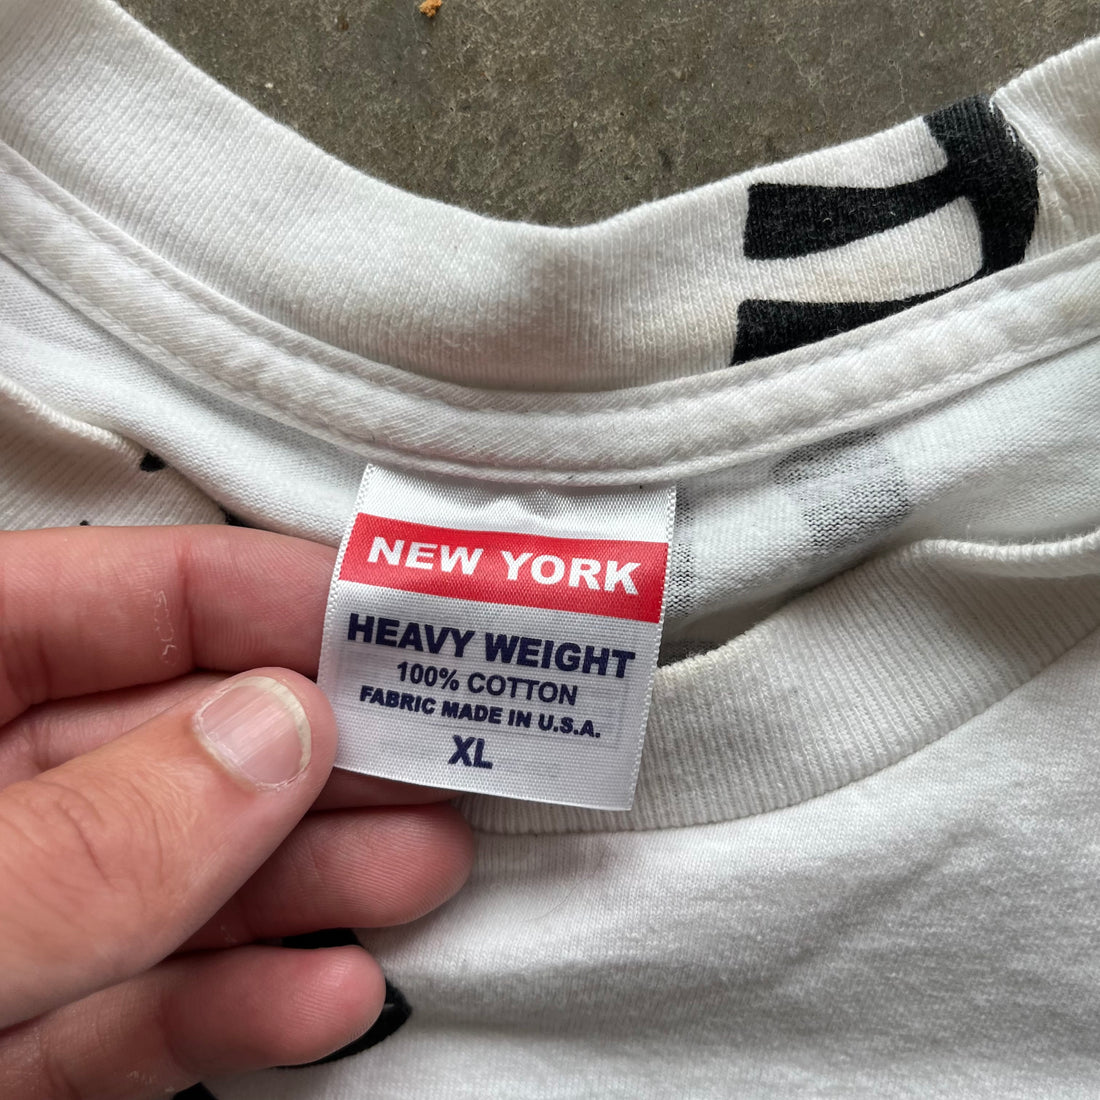 NEW YORK
HEAVY WEIGHT
100% COTTON
FABRIC MADE IN U.S.A.
XL